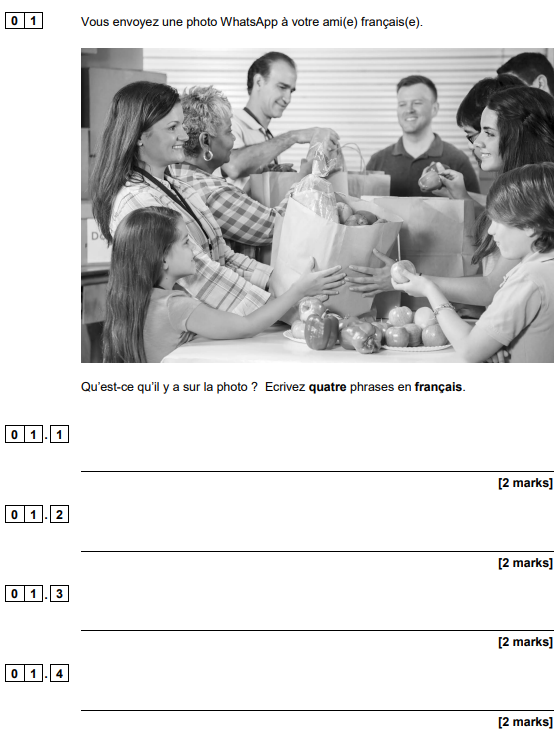 0 1 Vous envoyez une photo WhatsApp à votre ami(e) français(e).
Qu'est-ce qu'il y a sur la photo ? Ecrivez quatre phrases en français.
0 1 . 1
[2 marks]
0 1 . 2
[2 marks]
0 1 . 3
[2 marks]
0 1 . 4
[2 marks]